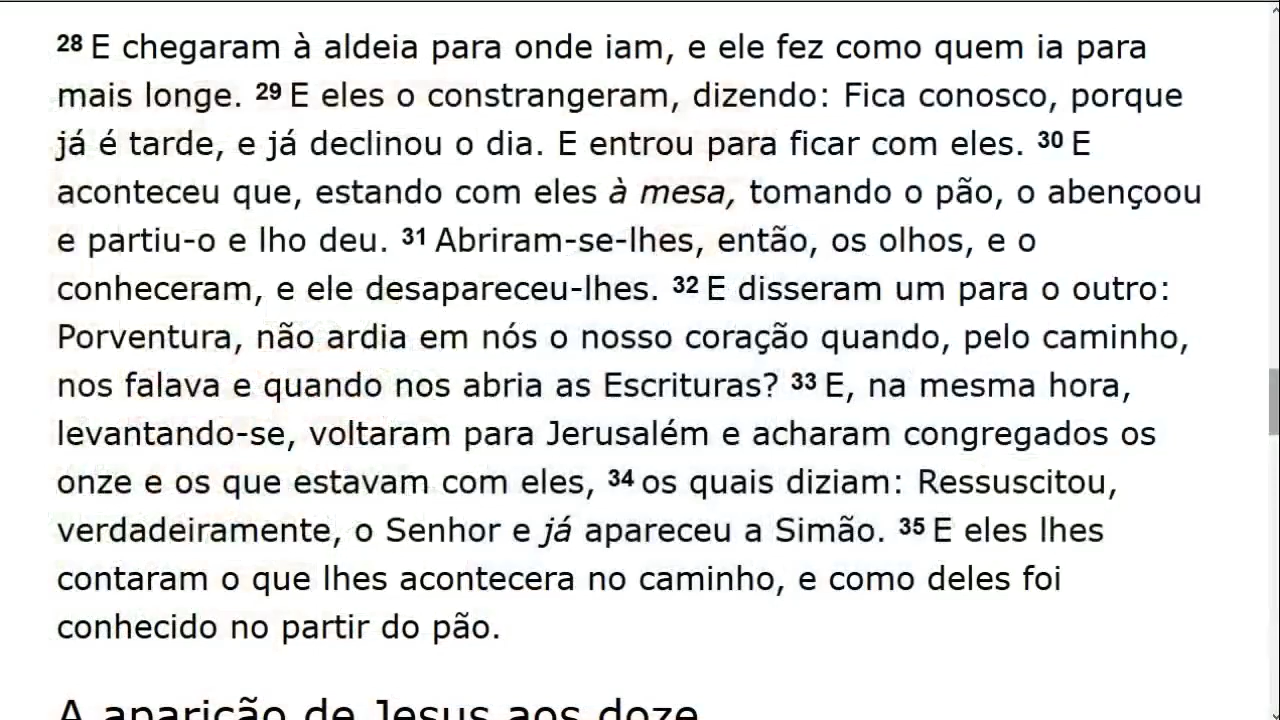 28 E chegaram à aldeia para onde iam, e ele fez como quem ia para
mais longe. 29 E eles o constrangeram, dizendo: Fica conosco, porque
já é tarde, e já declinou o dia. E entrou para ficar com eles. 30 E
aconteceu que, estando com eles à mesa, tomando o pão, o abençoou
e partiu-o e lho deu. 31 Abriram-se-lhes, então, os olhos, e o
conheceram, e ele desapareceu-lhes. 32 E disseram um para o outro:
Porventura, não ardia em nós o nosso coração quando, pelo caminho,
nos falava e quando nos abria as Escrituras? 33 E, na mesma hora,
levantando-se, voltaram para Jerusalém e acharam congregados os
onze e os que estavam com eles, 34 os quais diziam: Ressuscitou,
verdadeiramente, o Senhor e já apareceu a Simão. 35 E eles lhes
contaram o que lhes acontecera no caminho, e como deles foi
conhecido no partir do pão.
A aparição de Jesus aos doze